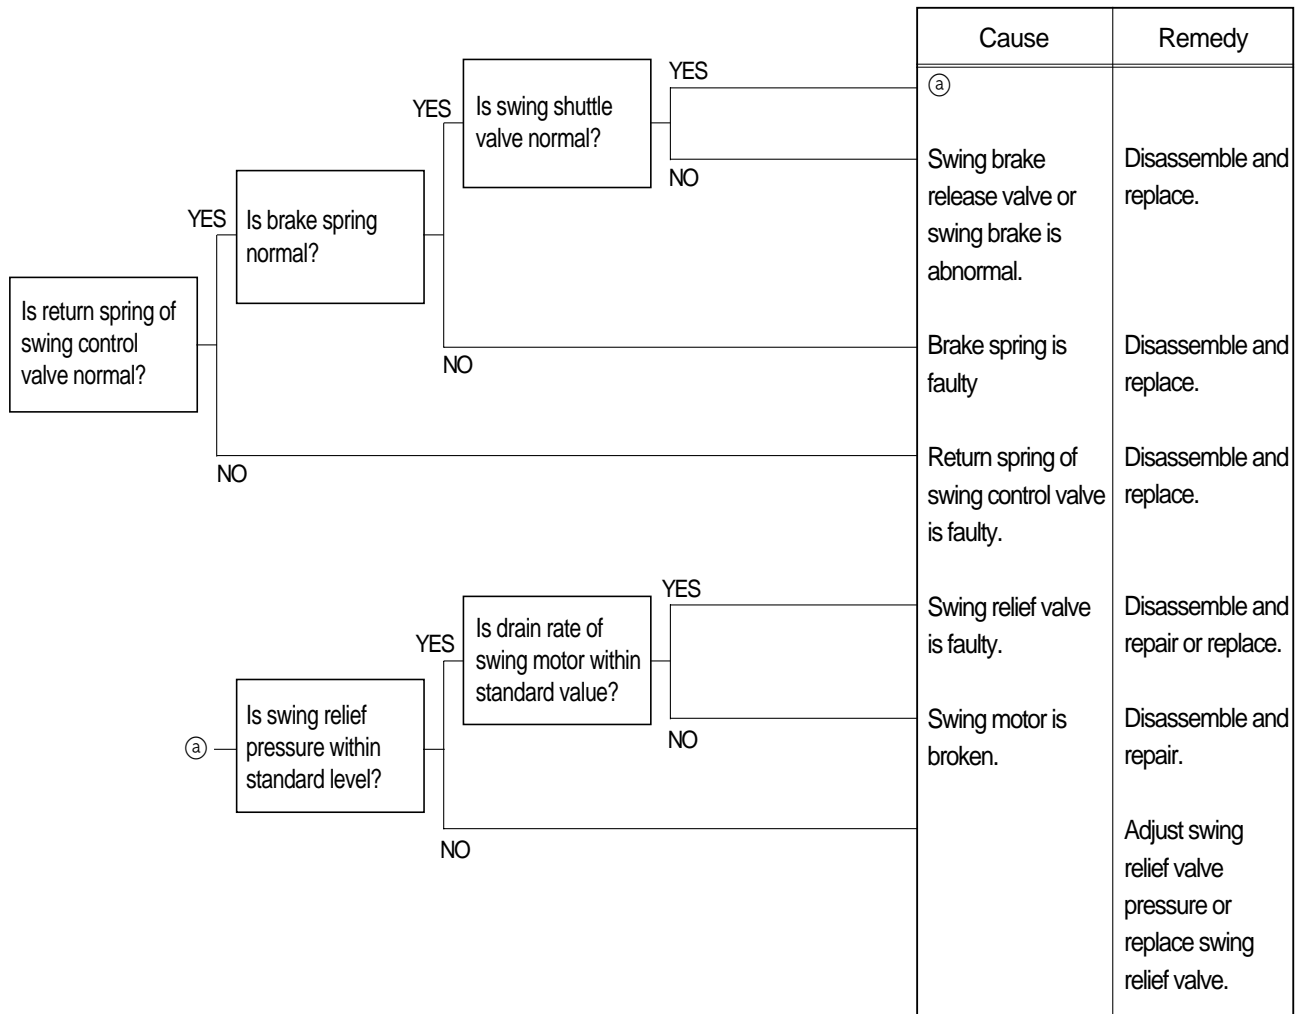 Cause
Remedy
YES
ⓐ
YES
Is swing shuttle
valve normal?
NO
Swing brake
release valve or
swing brake is
abnormal.
Disassemble and
replace.
YES
Is brake spring
normal?
Is return spring of
swing control
valve normal?
NO
Brake spring is
faulty
Disassemble and
replace.
NO
Return spring of
swing control valve
is faulty.
Disassemble and
replace.
YES
Swing relief valve
is faulty.
Disassemble and
repair or replace.
YES
Is drain rate of
swing motor within
standard value?
ⓐ
Is swing relief
pressure within
standard level?
NO
Swing motor is
broken.
Disassemble and
repair.
NO
Adjust swing
relief valve
pressure or
replace swing
relief valve.